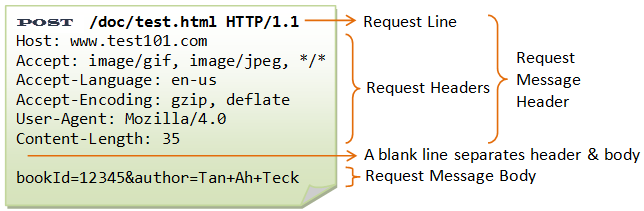 POST /doc/test.html HTTP/1.1
Request Line
Host: www.test101.com
Accept: image/gif, image/jpeg, */*
Accept-Language: en-us
Accept-Encoding: gzip, deflate
User-Agent: Mozilla/4.0
Content-Length: 35
Request Headers
Request
Message
Header
A blank line separates header & body
bookId=12345&author=Tan+Ah+Teck
Request Message Body